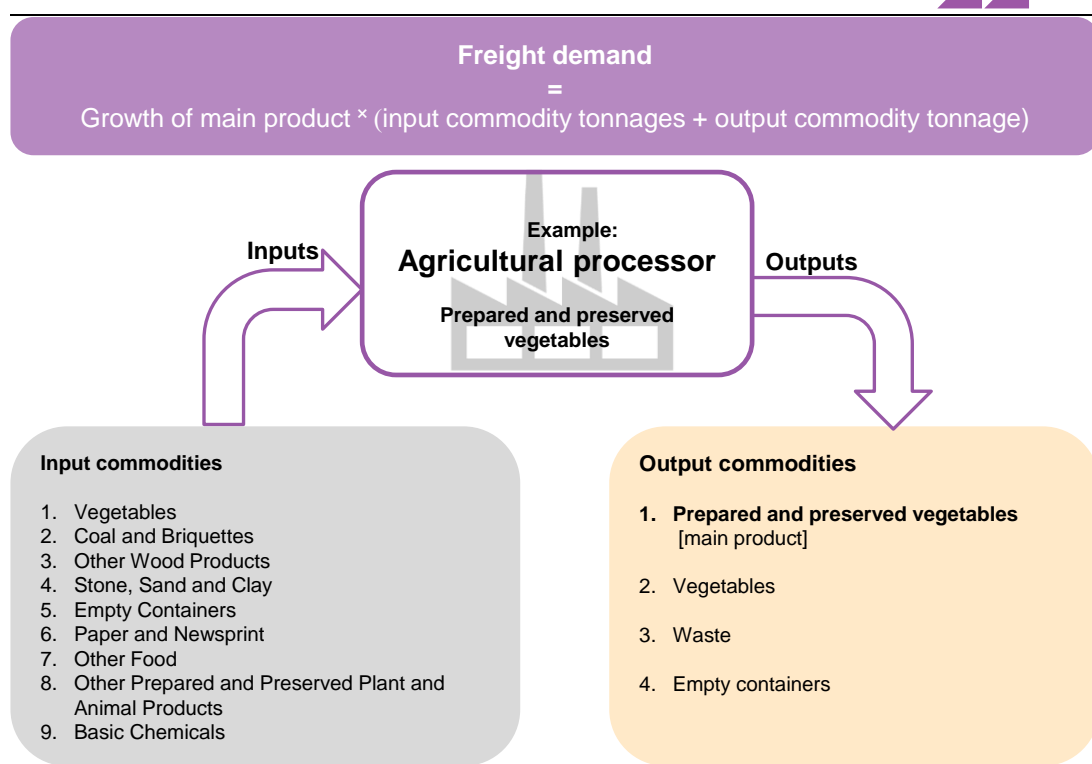 Freight demand
=
Growth of main product × (input commodity tonnages + output commodity tonnage)
Inputs
Example:
Agricultural processor
Prepared and preserved
vegetables
Outputs
Input commodities
1. Vegetables
2. Coal and Briquettes
3. Other Wood Products
4. Stone, Sand and Clay
5. Empty Containers
6. Paper and Newsprint
7. Other Food
8. Other Prepared and Preserved Plant and
Animal Products
9. Basic Chemicals
Output commodities
1. Prepared and preserved vegetables
[main product]
2. Vegetables
3. Waste
4. Empty containers